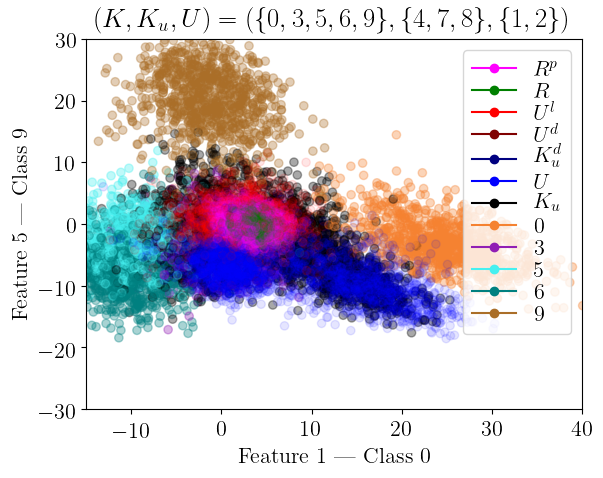 (K, K_u, U) = ({0, 3, 5, 6, 9}, {4, 7, 8}, {1, 2})
30
20
10
0
−10
−20
−30
Feature 5 — Class 9
R^p
R
U^l
U^d
K_u^d
U
K_u
0
3
5
6
9
−10
0
10
20
30
40
Feature 1 — Class 0